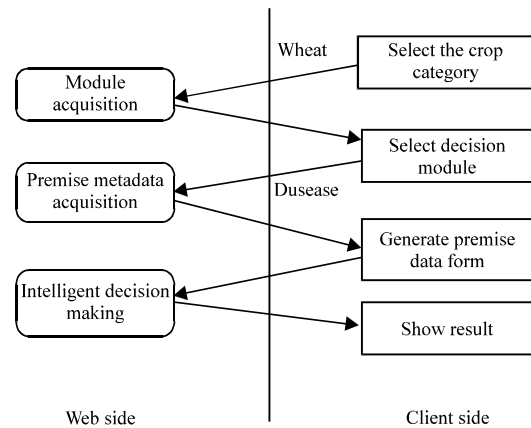 Wheat
Select the crop
category
Module
acquisition
Select decision
module
Premise metadata
acquisition
Dusease
Generate premise
data form
Intelligent decision
making
Show result
Web side
Client side